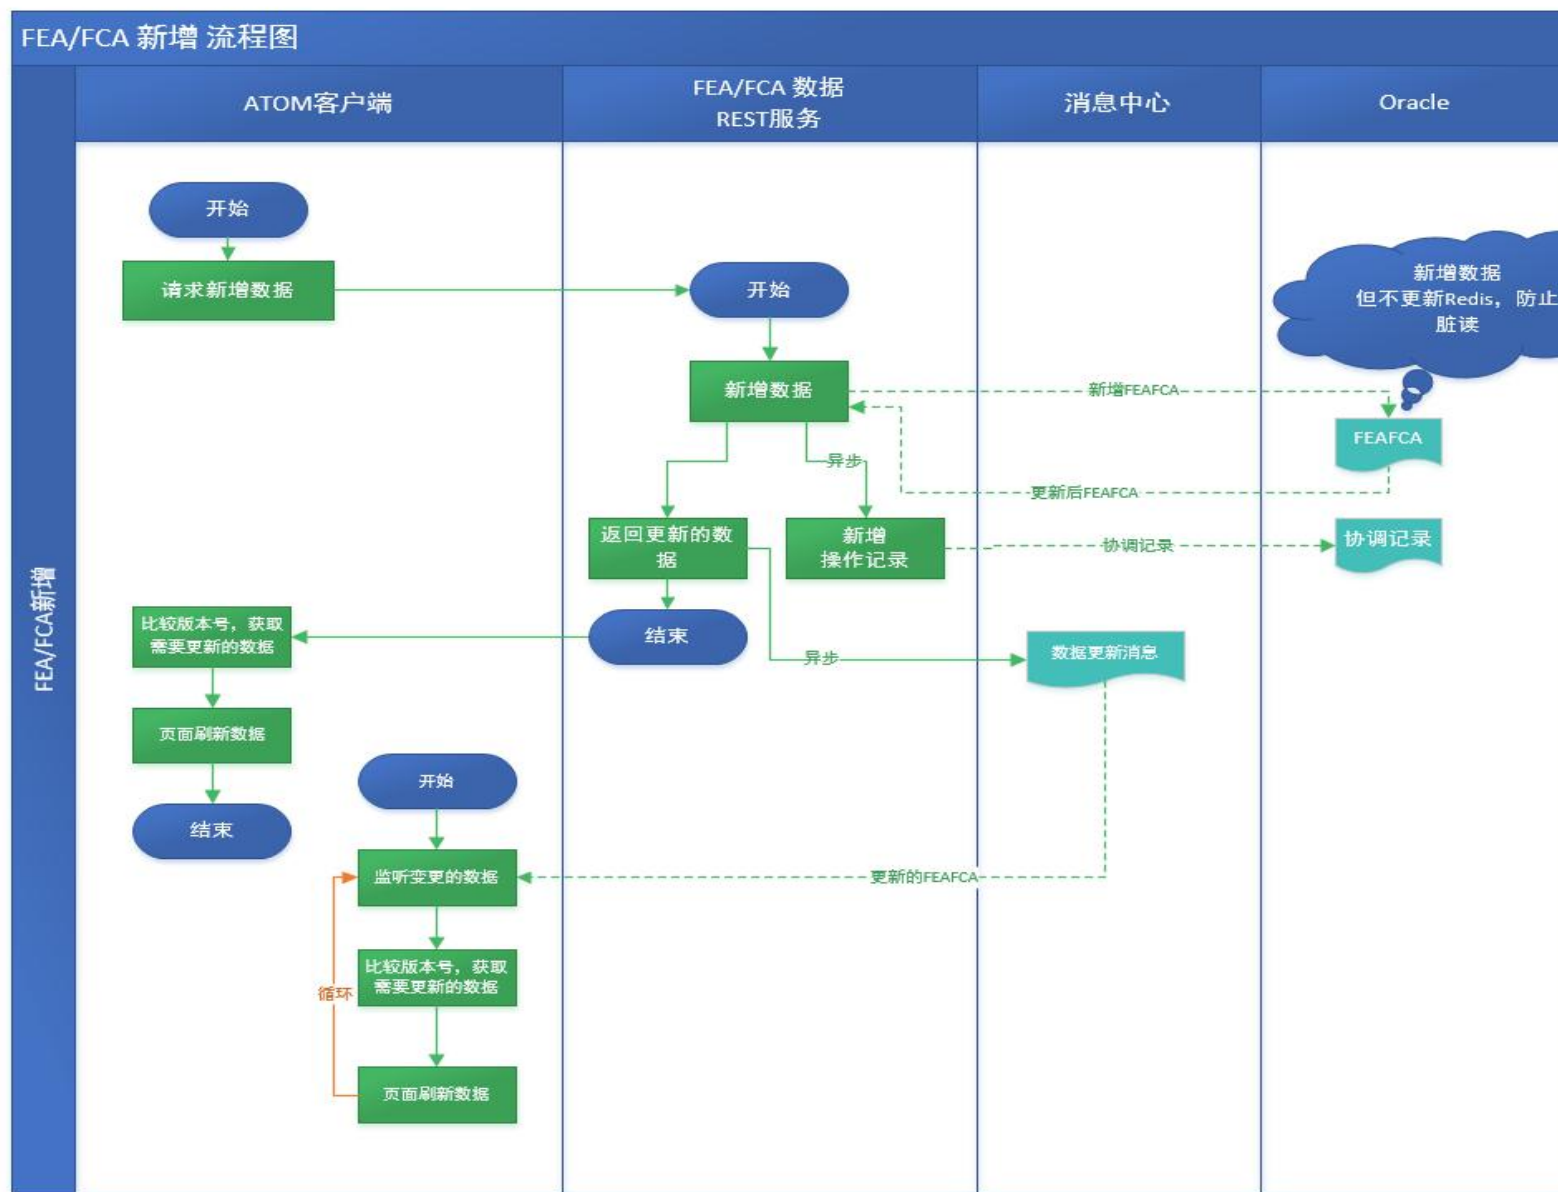 FEA/FCA 新增 流程图
ATOM客户端
FEA/FCA 数据
REST服务
消息中心
Oracle
FEA/FCA新增
开始
请求新增数据
开始
新增数据
但不更新Redis，防止
脏读
新增数据
新增FEAFCA
FEAFCA
异步
更新后FEAFCA
返回更新的数
据
新增
操作记录
协调记录
协调记录
比较版本号，获取
需要更新的数据
结束
异步
数据更新消息
页面刷新数据
开始
结束
监听变更的数据
更新的FEAFCA
比较版本号，获取
需要更新的数据
循环
页面刷新数据